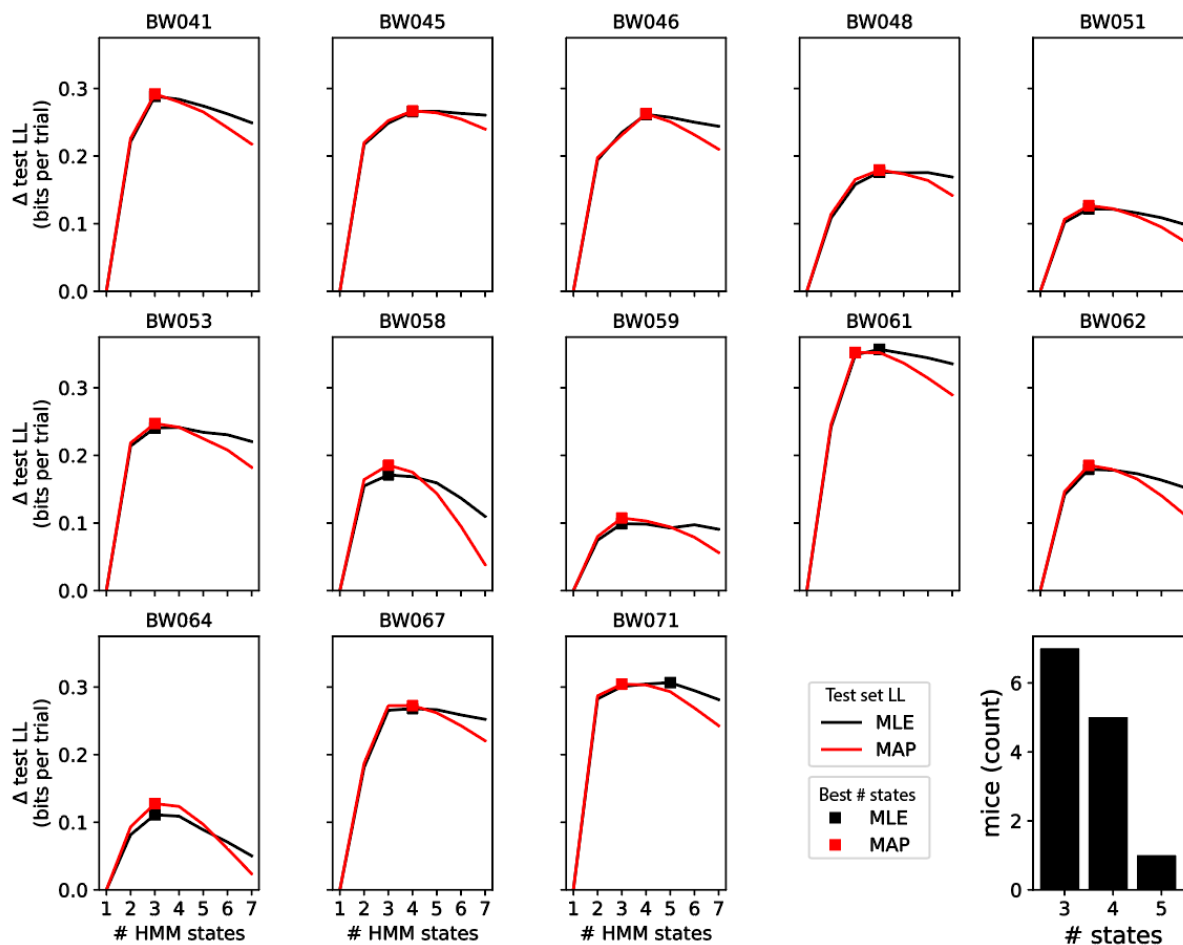 BW041 BW045 BW046 BW048 BW051
0.3
0.2
0.1
0.0
Δ test LL
(bits per trial)
BW053 BW058 BW059 BW061 BW062
0.3
0.2
0.1
0.0
Δ test LL
(bits per trial)
BW064 BW067 BW071
0.3
0.2
0.1
0.0
Δ test LL
(bits per trial)
1 2 3 4 5 6 7
# HMM states
1 2 3 4 5 6 7
# HMM states
1 2 3 4 5 6 7
# HMM states
Test set LL
MLE
MAP
Best # states
MLE
MAP
6
4
2
0
mice (count)
3 4 5
# states